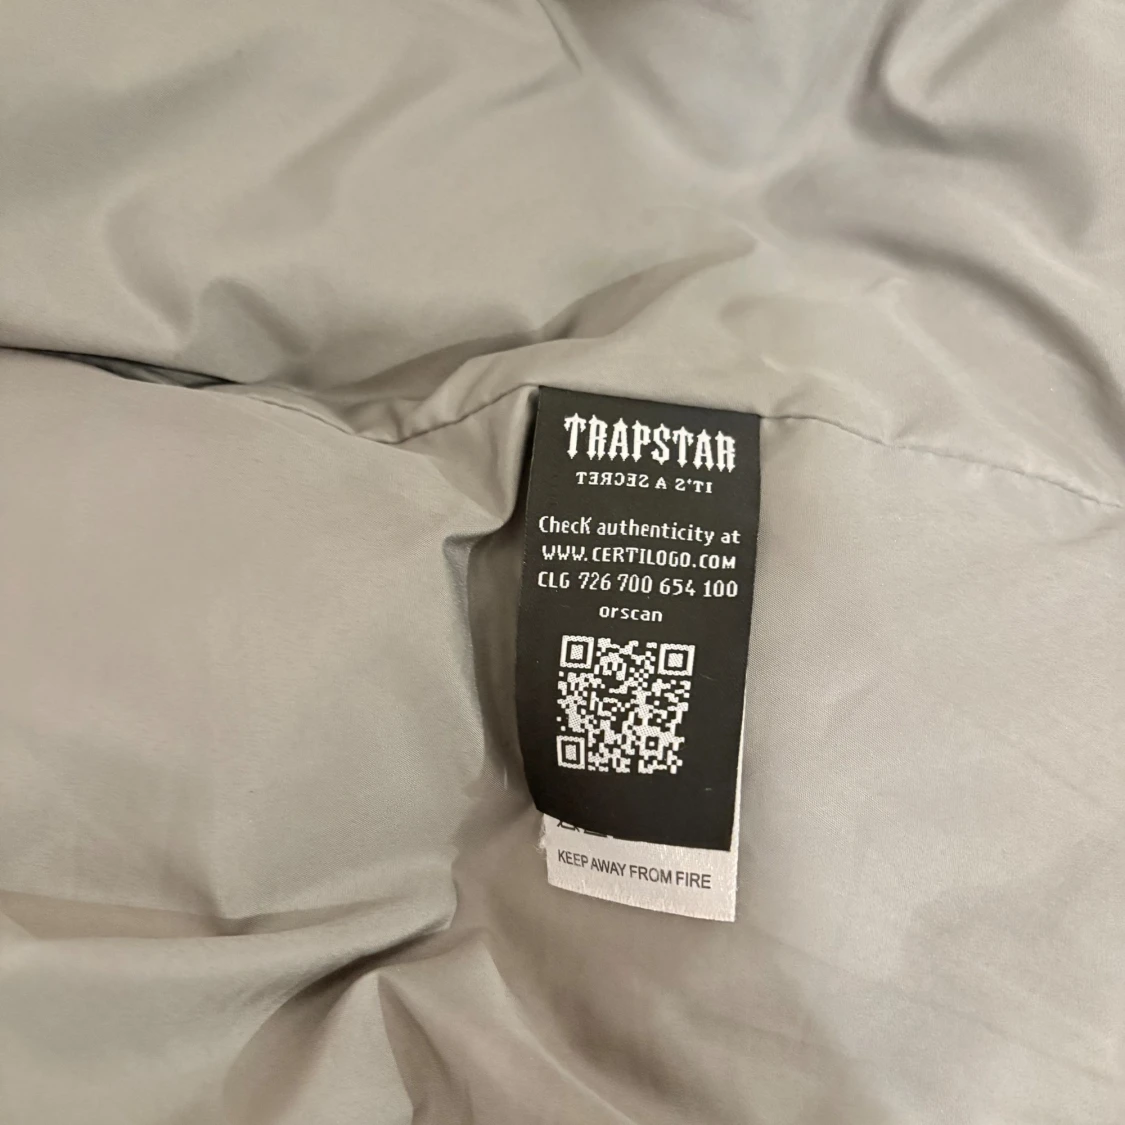 TRAPSTAR
IT'S A SECRET
Check authenticity at
WWW.CERTILOGO.COM
CLG 726 700 654 100
orscan
KEEP AWAY FROM FIRE